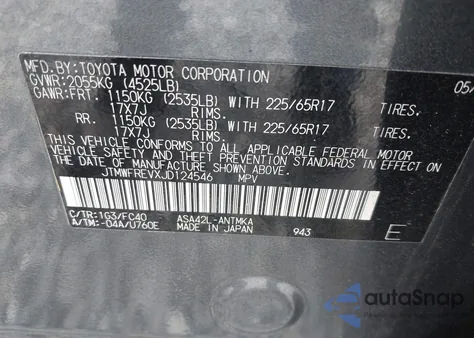 MFD.BY:TOYOTA MOTOR CORPORATION 05/
GVWR:2055KG (4525LB)
GAWR:FRT. 1150KG (2535LB) WITH 225/65R17 TIRES.
17X7J RIMS.
RR. 1150KG (2535LB) WITH 225/65R17 TIRES.
17X7J RIMS.
THIS VEHICLE CONFORMS TO ALL APPLICABLE FEDERAL MOTOR
VEHICLE SAFETY AND BUMPER STANDARDS IN EFFECT ON THE
DATE OF MANUFACTURE SHOWN ABOVE.
JTMWFREVXJD124546 MPV
C/TR:1G3/FC40 ASA42L-ANTMKA
A/TM:-04A/U760E MADE IN JAPAN 943 E
autoSnap